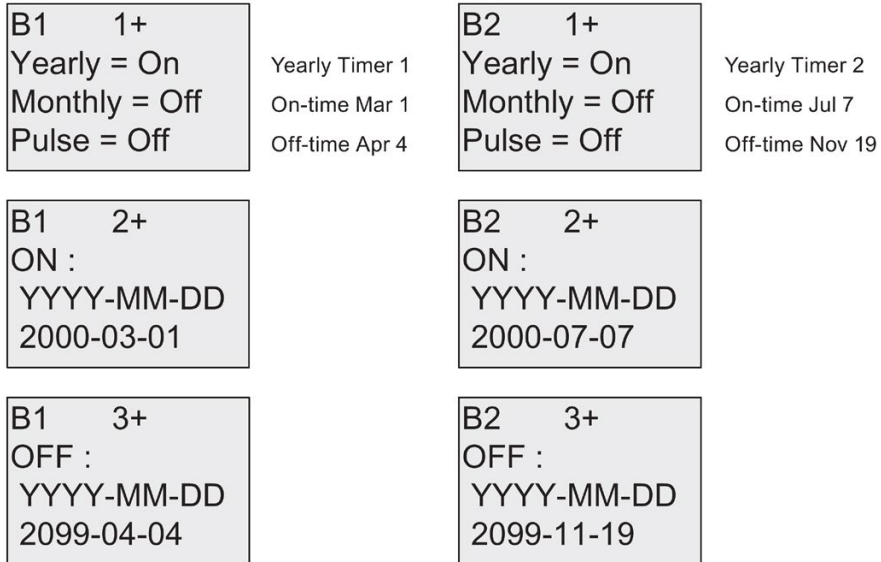 B1 1+
Yearly = On
Monthly = Off
Pulse = Off
Yearly Timer 1
On-time Mar 1
Off-time Apr 4
B2 1+
Yearly = On
Monthly = Off
Pulse = Off
Yearly Timer 2
On-time Jul 7
Off-time Nov 19
B1 2+
ON :
YYYY-MM-DD
2000-03-01
B2 2+
ON :
YYYY-MM-DD
2000-07-07
B1 3+
OFF :
YYYY-MM-DD
2099-04-04
B2 3+
OFF :
YYYY-MM-DD
2099-11-19